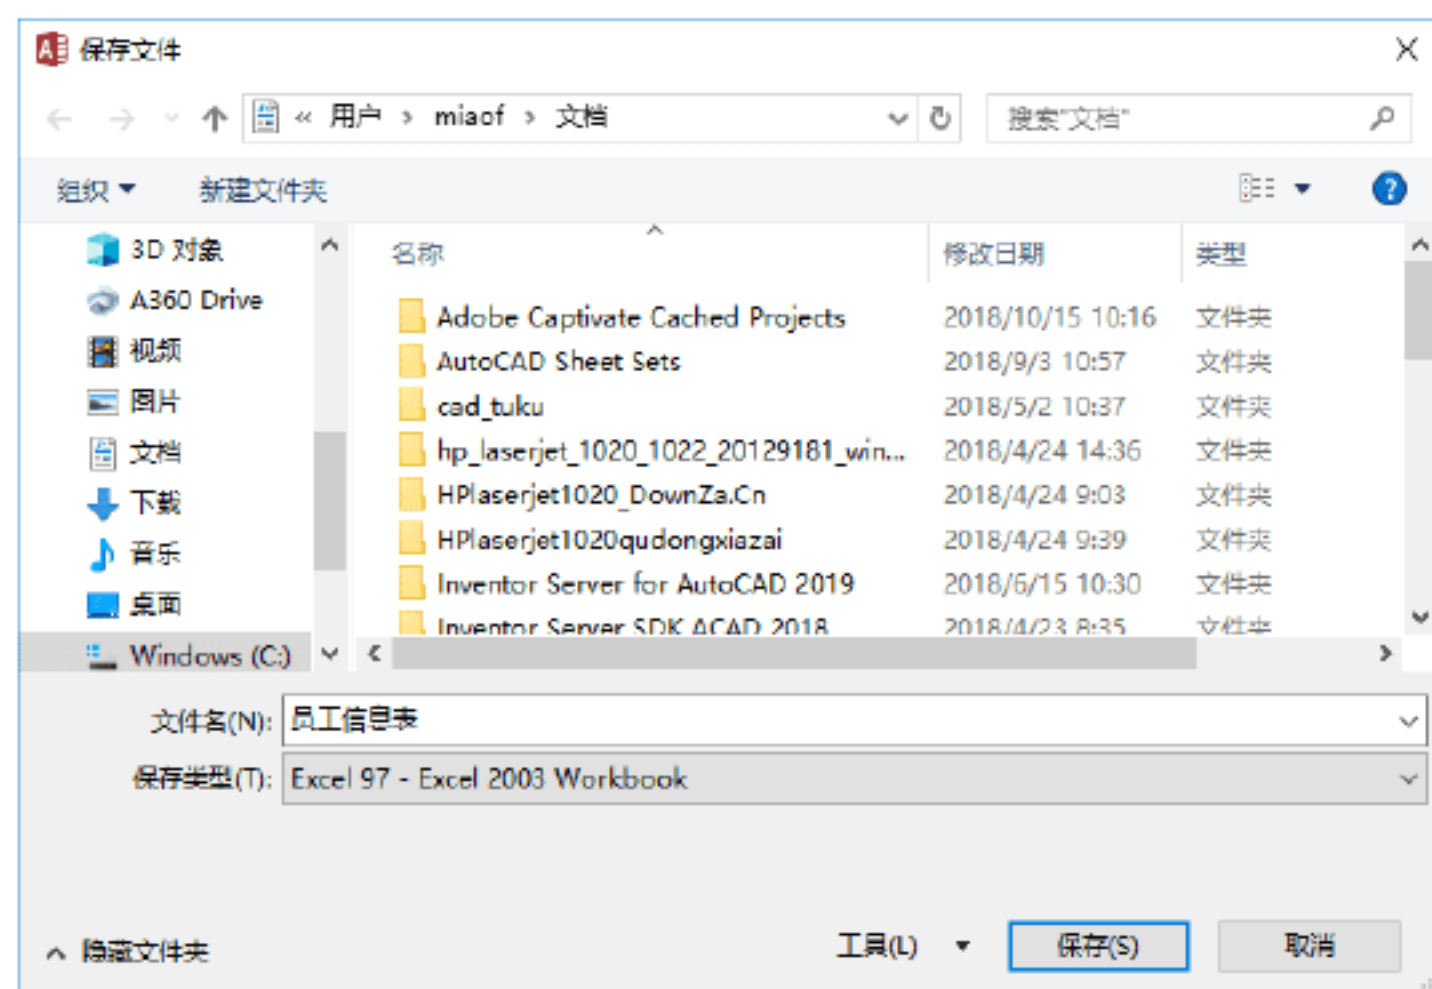 保存文件
« 用户 › miaof › 文档
搜索"文档"
组织
新建文件夹
3D 对象
A360 Drive
视频
图片
文档
下载
音乐
桌面
Windows (C:)
名称 修改日期 类型
Adobe Captivate Cached Projects 2018/10/15 10:16 文件夹
AutoCAD Sheet Sets 2018/9/3 10:57 文件夹
cad_tuku 2018/5/2 10:37 文件夹
hp_laserjet_1020_1022_20129181_win... 2018/4/24 14:36 文件夹
HPlaserjet1020_DownZa.Cn 2018/4/24 9:03 文件夹
HPlaserjet1020qudongxiazai 2018/4/24 9:39 文件夹
Inventor Server for AutoCAD 2019 2018/6/15 10:30 文件夹
Inventor Server SDK ACAD 2018 2018/4/23 8:35 文件夹
文件名(N): 员工信息表
保存类型(T): Excel 97 - Excel 2003 Workbook
隐藏文件夹
工具(L)
保存(S)
取消